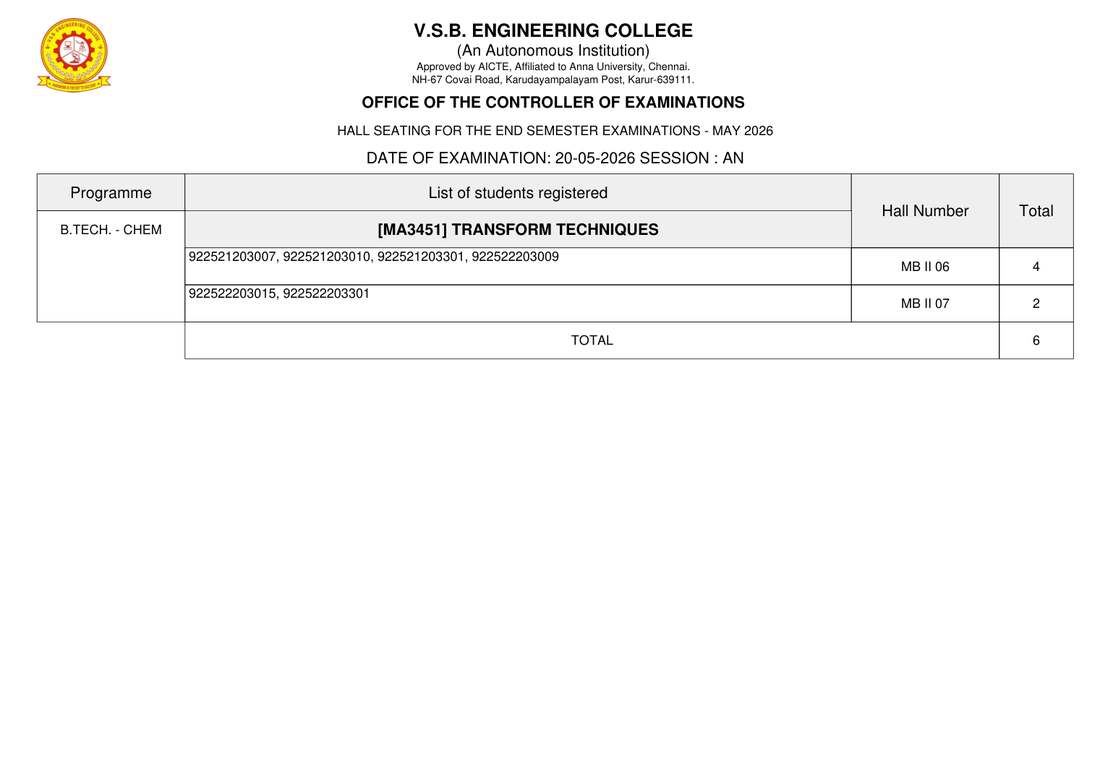 V.S.B. ENGINEERING COLLEGE
(An Autonomous Institution)
Approved by AICTE, Affiliated to Anna University, Chennai.
NH-67 Covai Road, Karudayampalayam Post, Karur-639111.
OFFICE OF THE CONTROLLER OF EXAMINATIONS
HALL SEATING FOR THE END SEMESTER EXAMINATIONS - MAY 2026
DATE OF EXAMINATION: 20-05-2026 SESSION : AN
Programme List of students registered Hall Number Total
B.TECH. - CHEM [MA3451] TRANSFORM TECHNIQUES
922521203007, 922521203010, 922521203301, 922522203009 MB II 06 4
922522203015, 922522203301 MB II 07 2
TOTAL 6